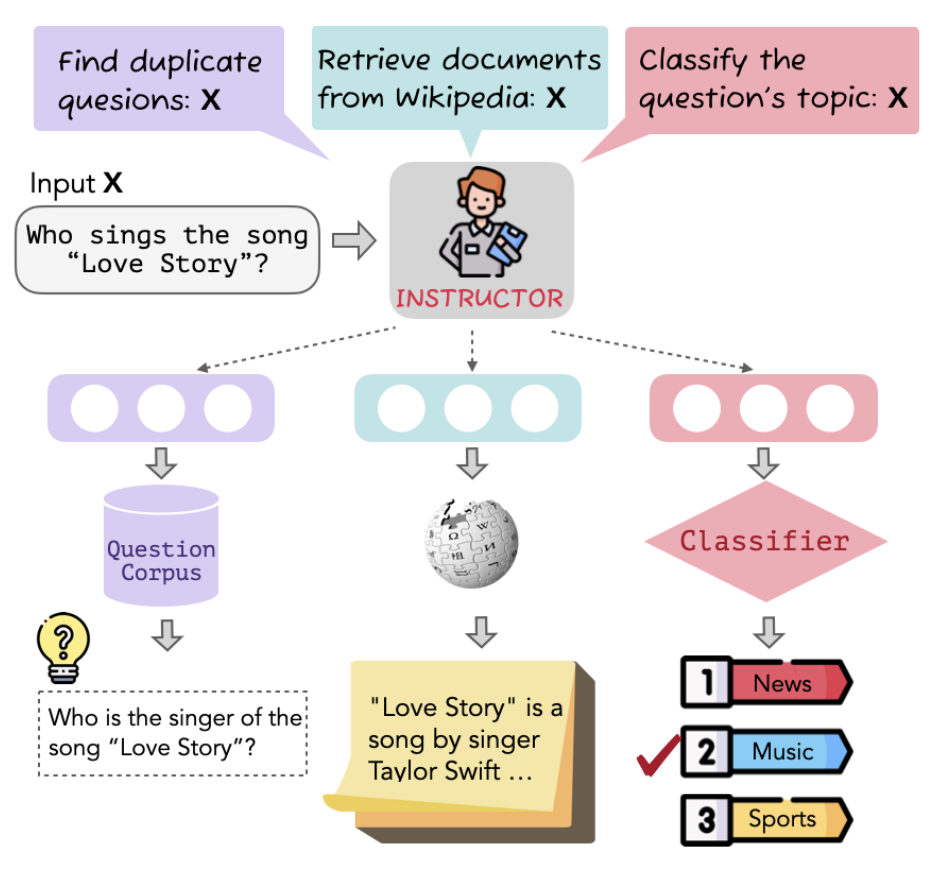 Find duplicate
quesions: X
Retrieve documents
from Wikipedia: X
Classify the
question's topic: X
Input X
Who sings the song
“Love Story”?
INSTRUCTOR
Question
Corpus
Classifier
Who is the singer of the
song “Love Story”?
"Love Story" is a
song by singer
Taylor Swift ...
1 News
2 Music
3 Sports